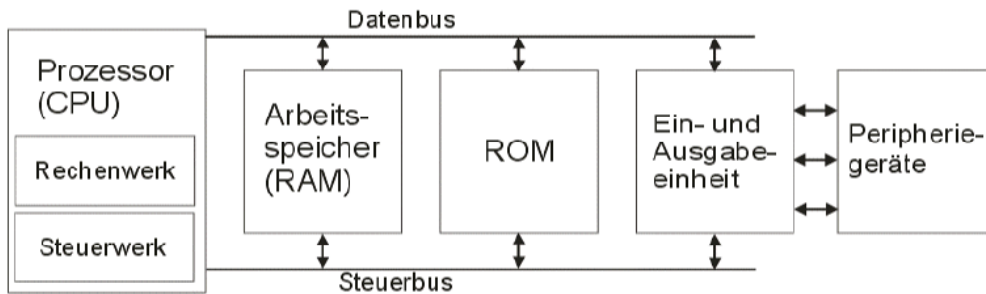 Datenbus
Prozessor
(CPU)
Rechenwerk
Steuerwerk
Arbeits-
speicher
(RAM)
ROM
Ein- und
Ausgabe-
einheit
Peripherie-
geräte
Steuerbus